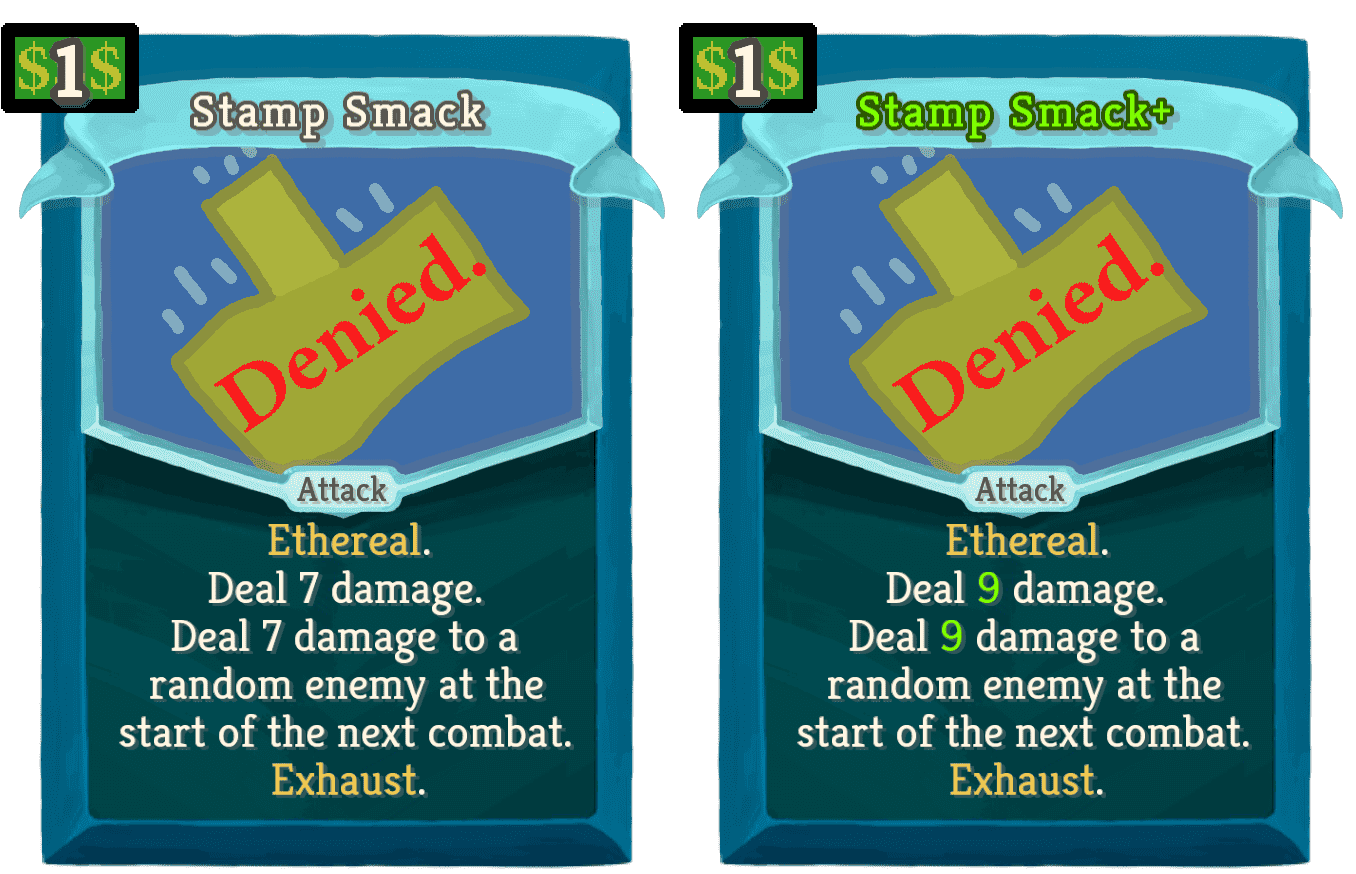 $1$
Stamp Smack
Denied.
Attack
Ethereal.
Deal 7 damage.
Deal 7 damage to a
random enemy at the
start of the next combat.
Exhaust.
$1$
Stamp Smack+
Denied.
Attack
Ethereal.
Deal 9 damage.
Deal 9 damage to a
random enemy at the
start of the next combat.
Exhaust.